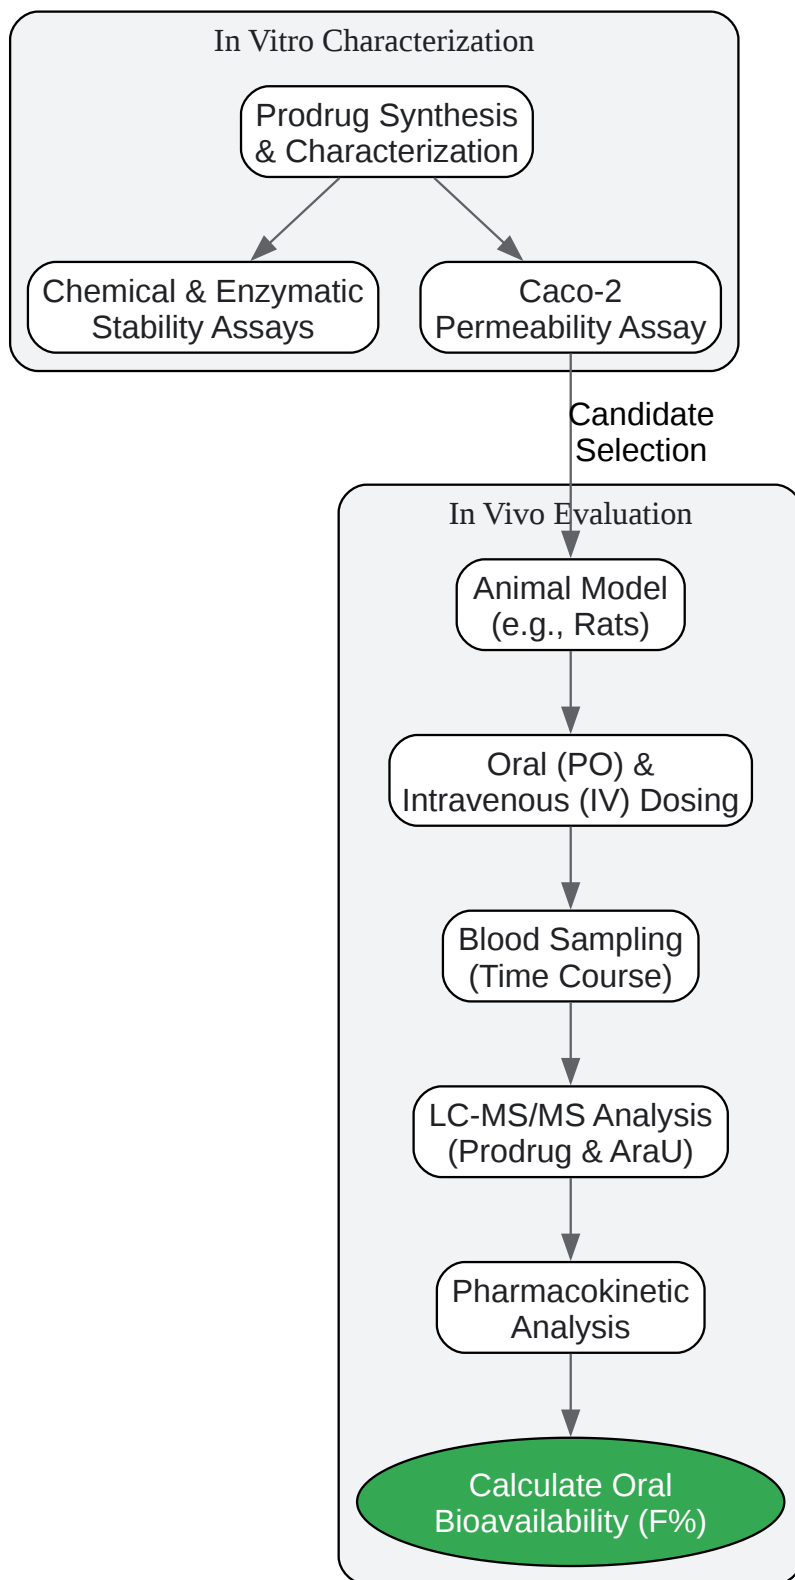 In Vitro Characterization
Prodrug Synthesis
& Characterization
Chemical & Enzymatic
Stability Assays
Caco-2
Permeability Assay
Candidate
Selection
In Vivo Evaluation
Animal Model
(e.g., Rats)
Oral (PO) &
Intravenous (IV) Dosing
Blood Sampling
(Time Course)
LC-MS/MS Analysis
(Prodrug & AraU)
Pharmacokinetic
Analysis
Calculate Oral
Bioavailability (F%)